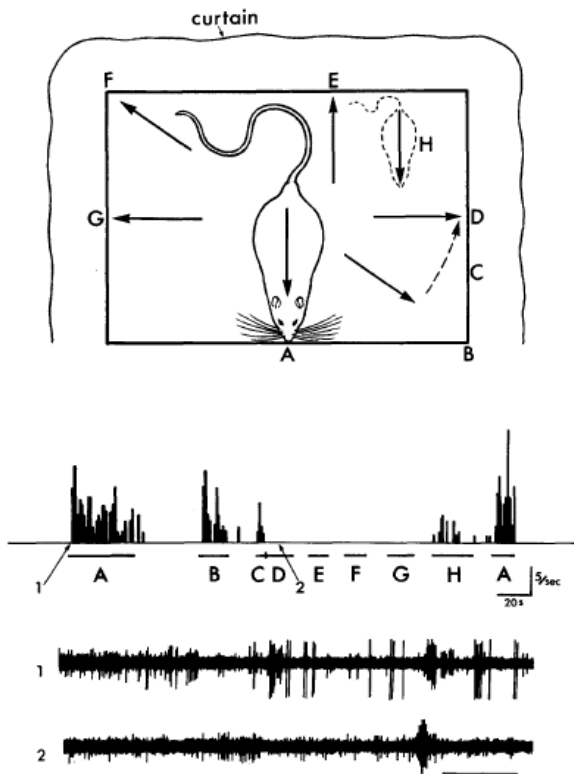 curtain
F E
H
G D
C
A B
5/sec
1 A B C D 2 E F G H A
20 s
1
2